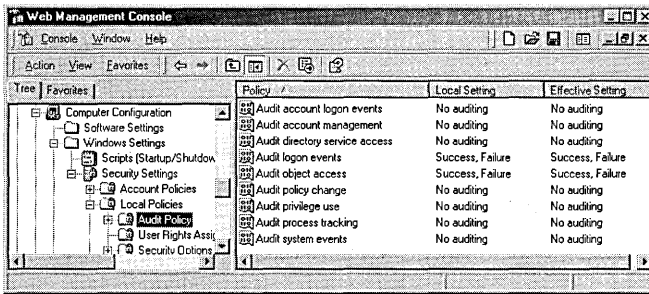 Web Management Console
Console Window Help
Action View Favorites
Tree Favorites
Policy / Local Setting Effective Setting
Computer Configuration
Software Settings
Windows Settings
Scripts (Startup/Shutdow
Security Settings
Account Policies
Local Policies
Audit Policy
User Rights Assig
Security Options
Audit account logon events No auditing No auditing
Audit account management No auditing No auditing
Audit directory service access No auditing No auditing
Audit logon events Success, Failure Success, Failure
Audit object access Success, Failure Success, Failure
Audit policy change No auditing No auditing
Audit privilege use No auditing No auditing
Audit process tracking No auditing No auditing
Audit system events No auditing No auditing